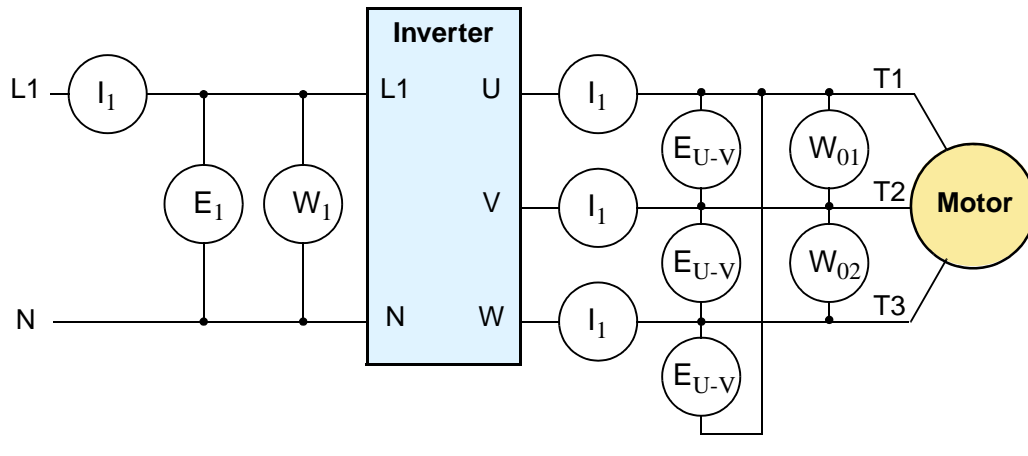 Inverter
L1
I1
L1
U
I1
T1
EU-V
W01
E1
W1
V
I1
T2
Motor
EU-V
W02
N
N
W
I1
T3
EU-V